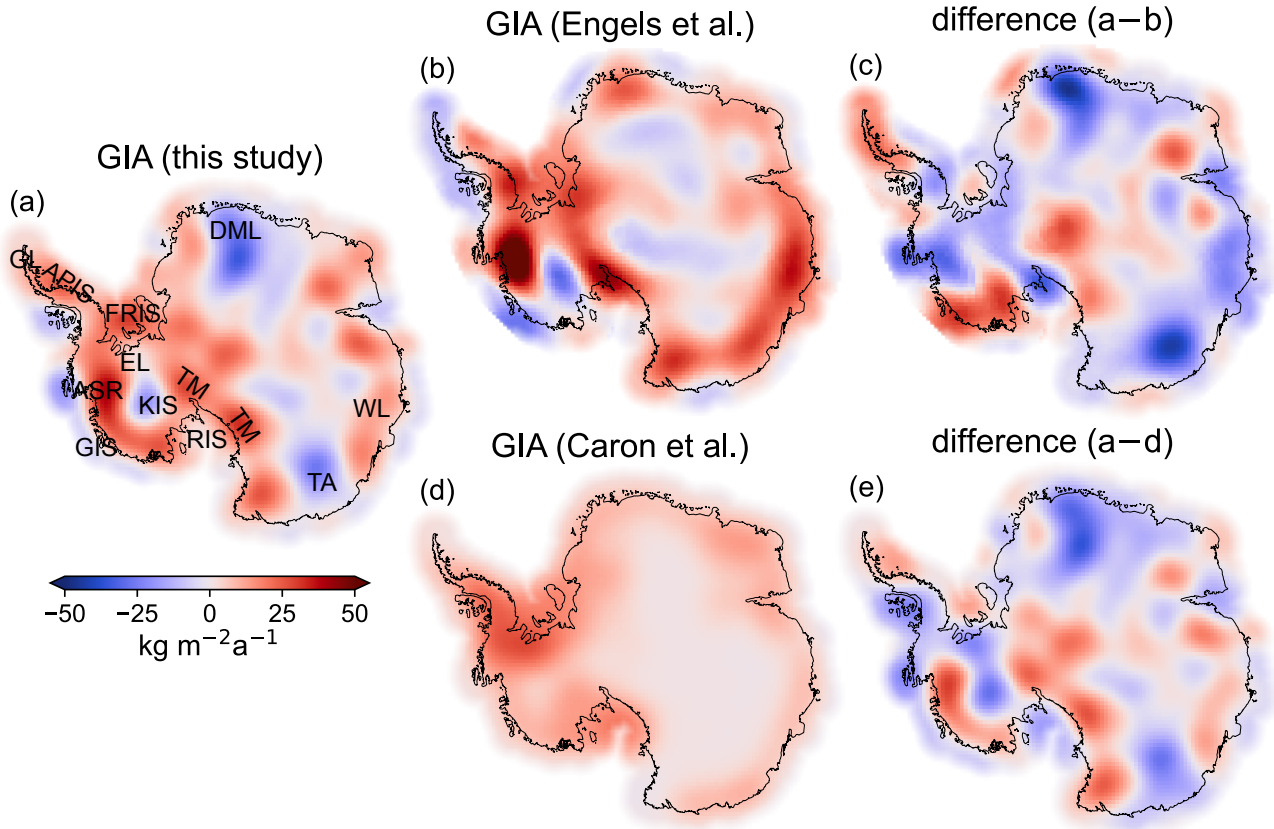 GIA (Engels et al.)
difference (a−b)
(b)
(c)
GIA (this study)
(a)
DML
GL
APIS
FRIS
EL
TM
ASR
KIS
TM
WL
GIS
RIS
TA
GIA (Caron et al.)
difference (a−d)
(d)
(e)
−50 −25 0 25 50
kg m⁻²a⁻¹